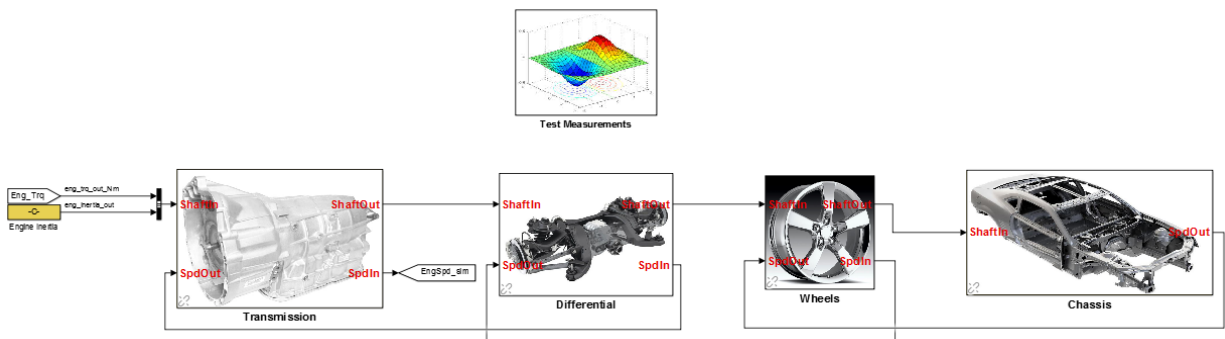 Test Measurements
Eng_Trq
eng_trq_out_Nm
eng_inertia_out
-C-
Engine Inertia
ShaftIn
ShaftOut
SpdOut
SpdIn
Transmission
EngSpd_sim
ShaftIn
ShaftOut
SpdOut
SpdIn
Differential
ShaftIn
ShaftOut
SpdOut
SpdIn
Wheels
ShaftIn
SpdOut
Chassis